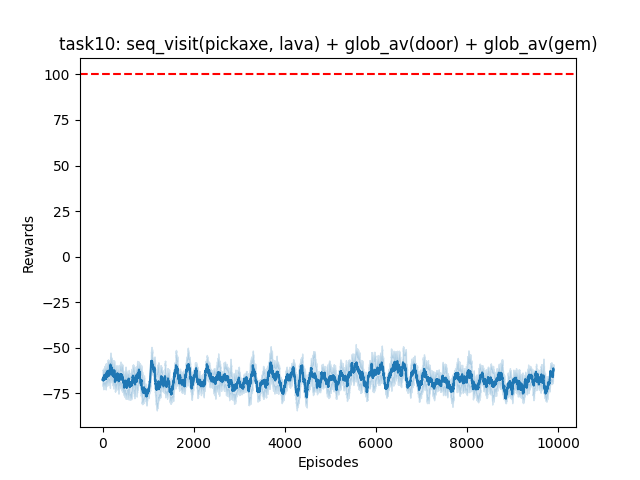 task10: seq_visit(pickaxe, lava) + glob_av(door) + glob_av(gem)
100
75
50
25
0
−25
−50
−75
Rewards
0 2000 4000 6000 8000 10000
Episodes